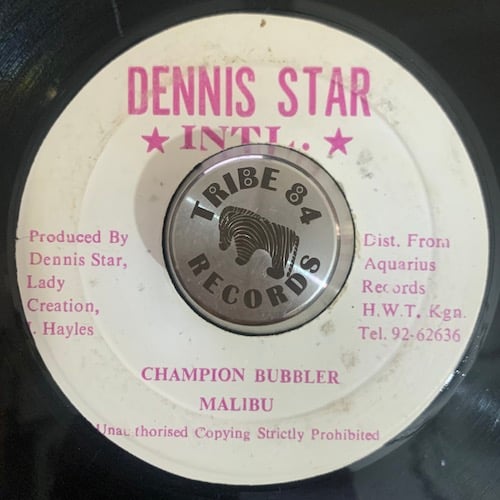 DENNIS STAR
★ INTL. ★
TRIBE 84
RECORDS
Produced By
Dennis Star,
Lady
Creation,
J. Hayles
Dist. From
Aquarius
Records
H.W.T. Kgn.
Tel. 92-62636
CHAMPION BUBBLER
MALIBU
Unauthorised Copying Strictly Prohibited